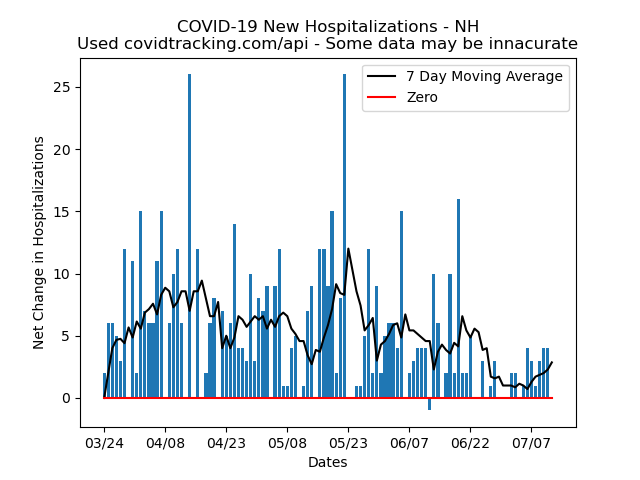 COVID-19 New Hospitalizations - NH
Used covidtracking.com/api - Some data may be innacurate
7 Day Moving Average
Zero
Net Change in Hospitalizations
25
20
15
10
5
0
03/24 04/08 04/23 05/08 05/23 06/07 06/22 07/07
Dates